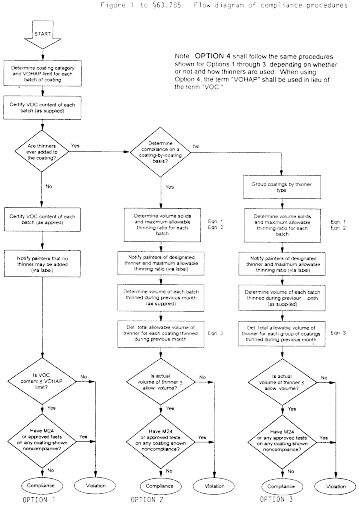 Figure 1 to §63.785 Flow diagram of compliance procedures
START
Note: OPTION 4 shall follow the same procedures
shown for Options 1 through 3, depending on whether
or not and how thinners are used. When using
Option 4, the term "VOHAP" shall be used in lieu of
the term "VOC."
Determine coating category
and VOHAP limit for each
batch of coating
Certify VOC content of each
batch (as supplied)
Are thinners
ever added to
the coating?
Yes
No
Determine
compliance on a
coating-by-coating
basis?
No
Yes
Group coatings by thinner
type
Certify VOC content of each
batch (as applied)
Determine volume solids
and maximum allowable
thinning ratio for each
batch
Eqn. 1
Eqn. 2
Determine volume solids
and maximum allowable
thinning ratio for each
batch
Eqn. 1
Eqn. 2
Notify painters that no
thinners may be added
(via label)
Notify painters of designated
thinner and maximum allowable
thinning ratio (via label)
Notify painters of designated
thinner and maximum allowable
thinning ratio (via label)
Determine volume of each batch
thinned during previous month
(as supplied)
Determine volume of each batch
thinned during previous month
(as supplied)
Det. total allowable volume of
thinner for each coating thinned
during previous month
Eqn. 3
Det. total allowable volume of
thinner for each group of coatings
thinned during previous month
Eqn. 3
Is VOC
content ≤ VOHAP
limit?
No
Yes
Is actual
volume of thinner ≤
allow. volume?
No
Yes
Is actual
volume of thinner ≤
allow. volume?
No
Yes
Have M24
or approved tests
on any coating shown
noncompliance?
Yes
No
Have M24
or approved tests
on any coating shown
noncompliance?
Yes
No
Have M24
or any approved tests
on any coating shown
noncompliance?
Yes
No
Compliance
Violation
Compliance
Violation
Compliance
Violation
OPTION 1
OPTION 2
OPTION 3